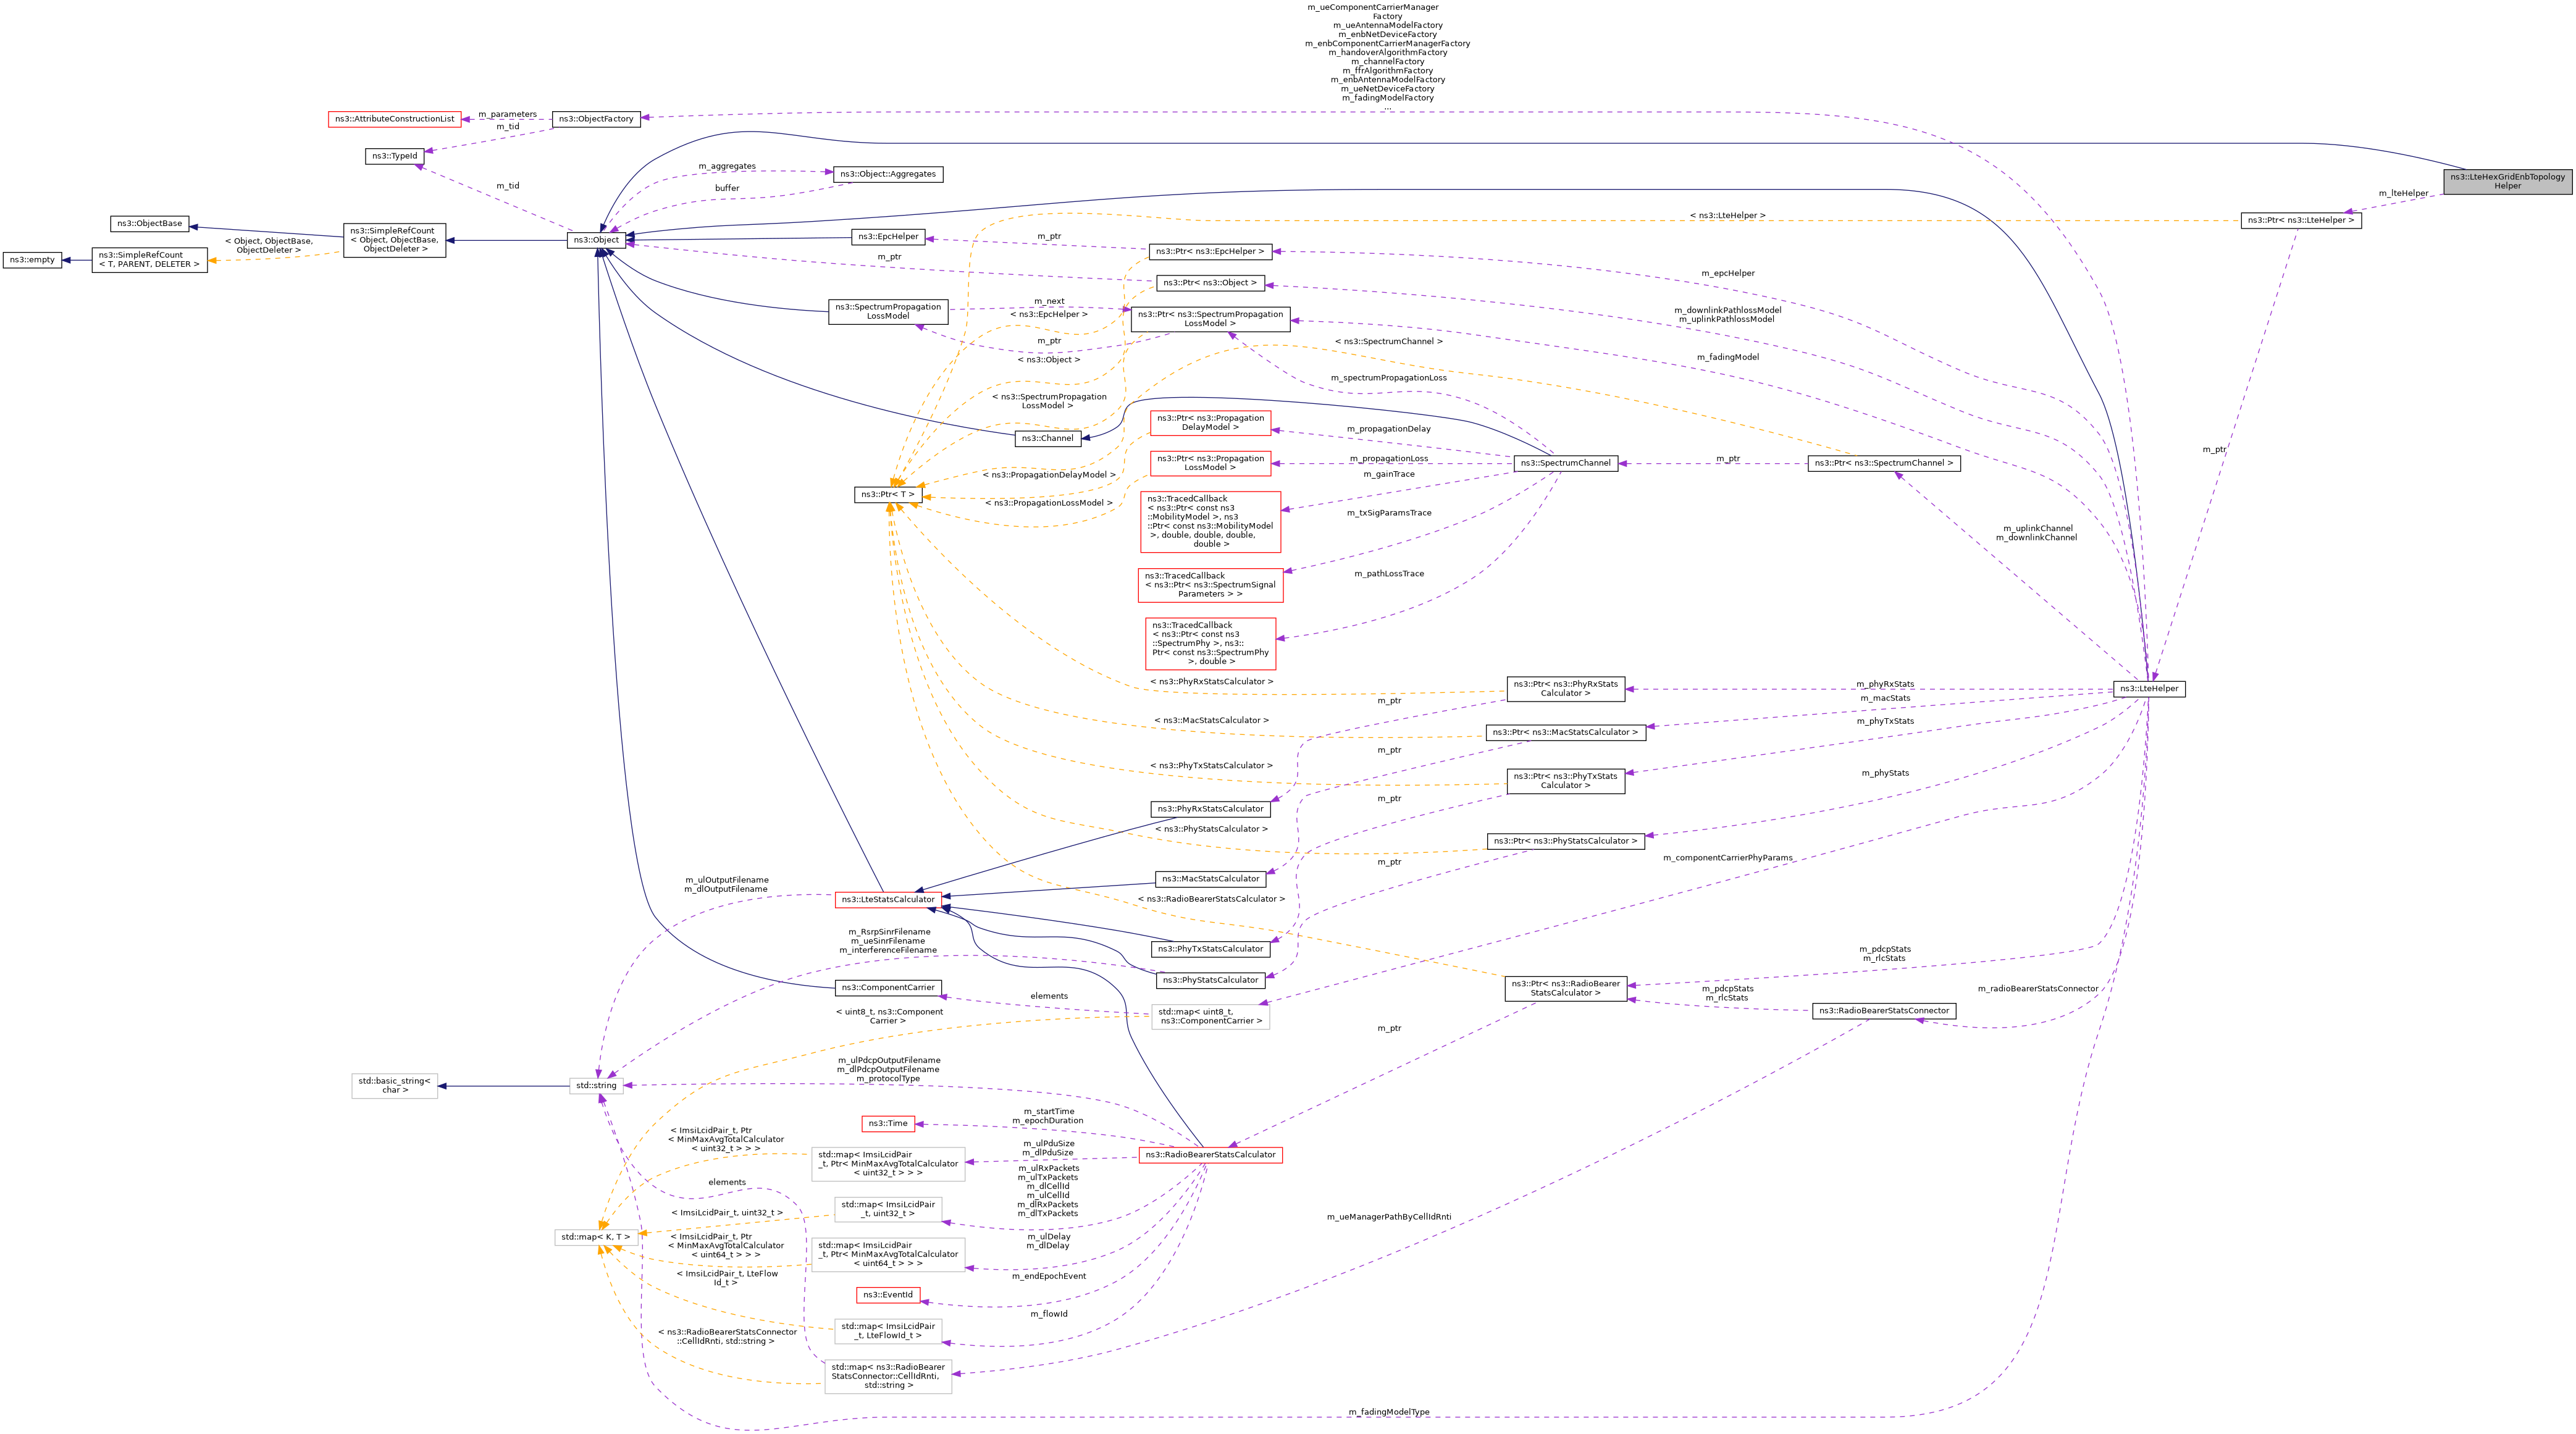 m_ueComponentCarrierManager
Factory
m_ueAntennaModelFactory
m_enbNetDeviceFactory
m_enbComponentCarrierManagerFactory
m_handoverAlgorithmFactory
m_channelFactory
m_ffrAlgorithmFactory
m_enbAntennaModelFactory
m_ueNetDeviceFactory
m_fadingModelFactory
...
ns3::AttributeConstructionList
m_parameters
ns3::ObjectFactory
m_tid
ns3::TypeId
m_tid
m_aggregates
ns3::Object::Aggregates
buffer
ns3::LteHexGridEnbTopology
Helper
m_lteHelper
ns3::Ptr< ns3::LteHelper >
< ns3::LteHelper >
ns3::ObjectBase
ns3::SimpleRefCount
< Object, ObjectBase,
ObjectDeleter >
< Object, ObjectBase,
ObjectDeleter >
ns3::empty
ns3::SimpleRefCount
< T, PARENT, DELETER >
ns3::Object
ns3::EpcHelper
m_ptr
ns3::Ptr< ns3::EpcHelper >
m_ptr
m_epcHelper
ns3::Ptr< ns3::Object >
ns3::SpectrumPropagation
LossModel
m_next
< ns3::EpcHelper >
ns3::Ptr< ns3::SpectrumPropagation
LossModel >
m_downlinkPathlossModel
m_uplinkPathlossModel
m_ptr
< ns3::SpectrumChannel >
< ns3::Object >
m_fadingModel
m_spectrumPropagationLoss
< ns3::SpectrumPropagation
LossModel >
ns3::Channel
ns3::Ptr< ns3::Propagation
DelayModel >
m_propagationDelay
ns3::Ptr< ns3::Propagation
LossModel >
m_propagationLoss
ns3::SpectrumChannel
m_ptr
ns3::Ptr< ns3::SpectrumChannel >
m_ptr
< ns3::PropagationDelayModel >
m_gainTrace
ns3::Ptr< T >
< ns3::PropagationLossModel >
ns3::TracedCallback
< ns3::Ptr< const ns3
::MobilityModel >, ns3
::Ptr< const ns3::MobilityModel
>, double, double, double,
double >
m_txSigParamsTrace
m_uplinkChannel
m_downlinkChannel
ns3::TracedCallback
< ns3::Ptr< ns3::SpectrumSignal
Parameters > >
m_pathLossTrace
ns3::TracedCallback
< ns3::Ptr< const ns3
::SpectrumPhy >, ns3::
Ptr< const ns3::SpectrumPhy
>, double >
< ns3::PhyRxStatsCalculator >
ns3::Ptr< ns3::PhyRxStats
Calculator >
m_phyRxStats
ns3::LteHelper
m_ptr
m_macStats
< ns3::MacStatsCalculator >
ns3::Ptr< ns3::MacStatsCalculator >
m_phyTxStats
m_ptr
< ns3::PhyTxStatsCalculator >
ns3::Ptr< ns3::PhyTxStats
Calculator >
m_phyStats
m_ptr
ns3::PhyRxStatsCalculator
< ns3::PhyStatsCalculator >
ns3::Ptr< ns3::PhyStatsCalculator >
m_ptr
m_componentCarrierPhyParams
m_ulOutputFilename
m_dlOutputFilename
ns3::MacStatsCalculator
ns3::LteStatsCalculator
< ns3::RadioBearerStatsCalculator >
m_RsrpSinrFilename
m_ueSinrFilename
m_interferenceFilename
ns3::PhyTxStatsCalculator
m_pdcpStats
m_rlcStats
ns3::PhyStatsCalculator
ns3::ComponentCarrier
elements
ns3::Ptr< ns3::RadioBearer
StatsCalculator >
m_pdcpStats
m_rlcStats
m_radioBearerStatsConnector
< uint8_t, ns3::Component
Carrier >
std::map< uint8_t,
ns3::ComponentCarrier >
ns3::RadioBearerStatsConnector
m_ptr
std::basic_string<
char >
std::string
m_ulPdcpOutputFilename
m_dlPdcpOutputFilename
m_protocolType
ns3::Time
m_startTime
m_epochDuration
< ImsiLcidPair_t, Ptr
< MinMaxAvgTotalCalculator
< uint32_t > > >
std::map< ImsiLcidPair
_t, Ptr< MinMaxAvgTotalCalculator
< uint32_t > > >
m_ulPduSize
m_dlPduSize
ns3::RadioBearerStatsCalculator
elements
m_ulRxPackets
m_ulTxPackets
m_dlCellId
m_ulCellId
m_dlRxPackets
m_dlTxPackets
< ImsiLcidPair_t, uint32_t >
std::map< ImsiLcidPair
_t, uint32_t >
m_ueManagerPathByCellIdRnti
std::map< K, T >
< ImsiLcidPair_t, Ptr
< MinMaxAvgTotalCalculator
< uint64_t > > >
std::map< ImsiLcidPair
_t, Ptr< MinMaxAvgTotalCalculator
< uint64_t > > >
m_ulDelay
m_dlDelay
< ImsiLcidPair_t, LteFlow
Id_t >
ns3::EventId
m_endEpochEvent
std::map< ImsiLcidPair
_t, LteFlowId_t >
m_flowId
< ns3::RadioBearerStatsConnector
::CellIdRnti, std::string >
std::map< ns3::RadioBearer
StatsConnector::CellIdRnti,
std::string >
m_fadingModelType